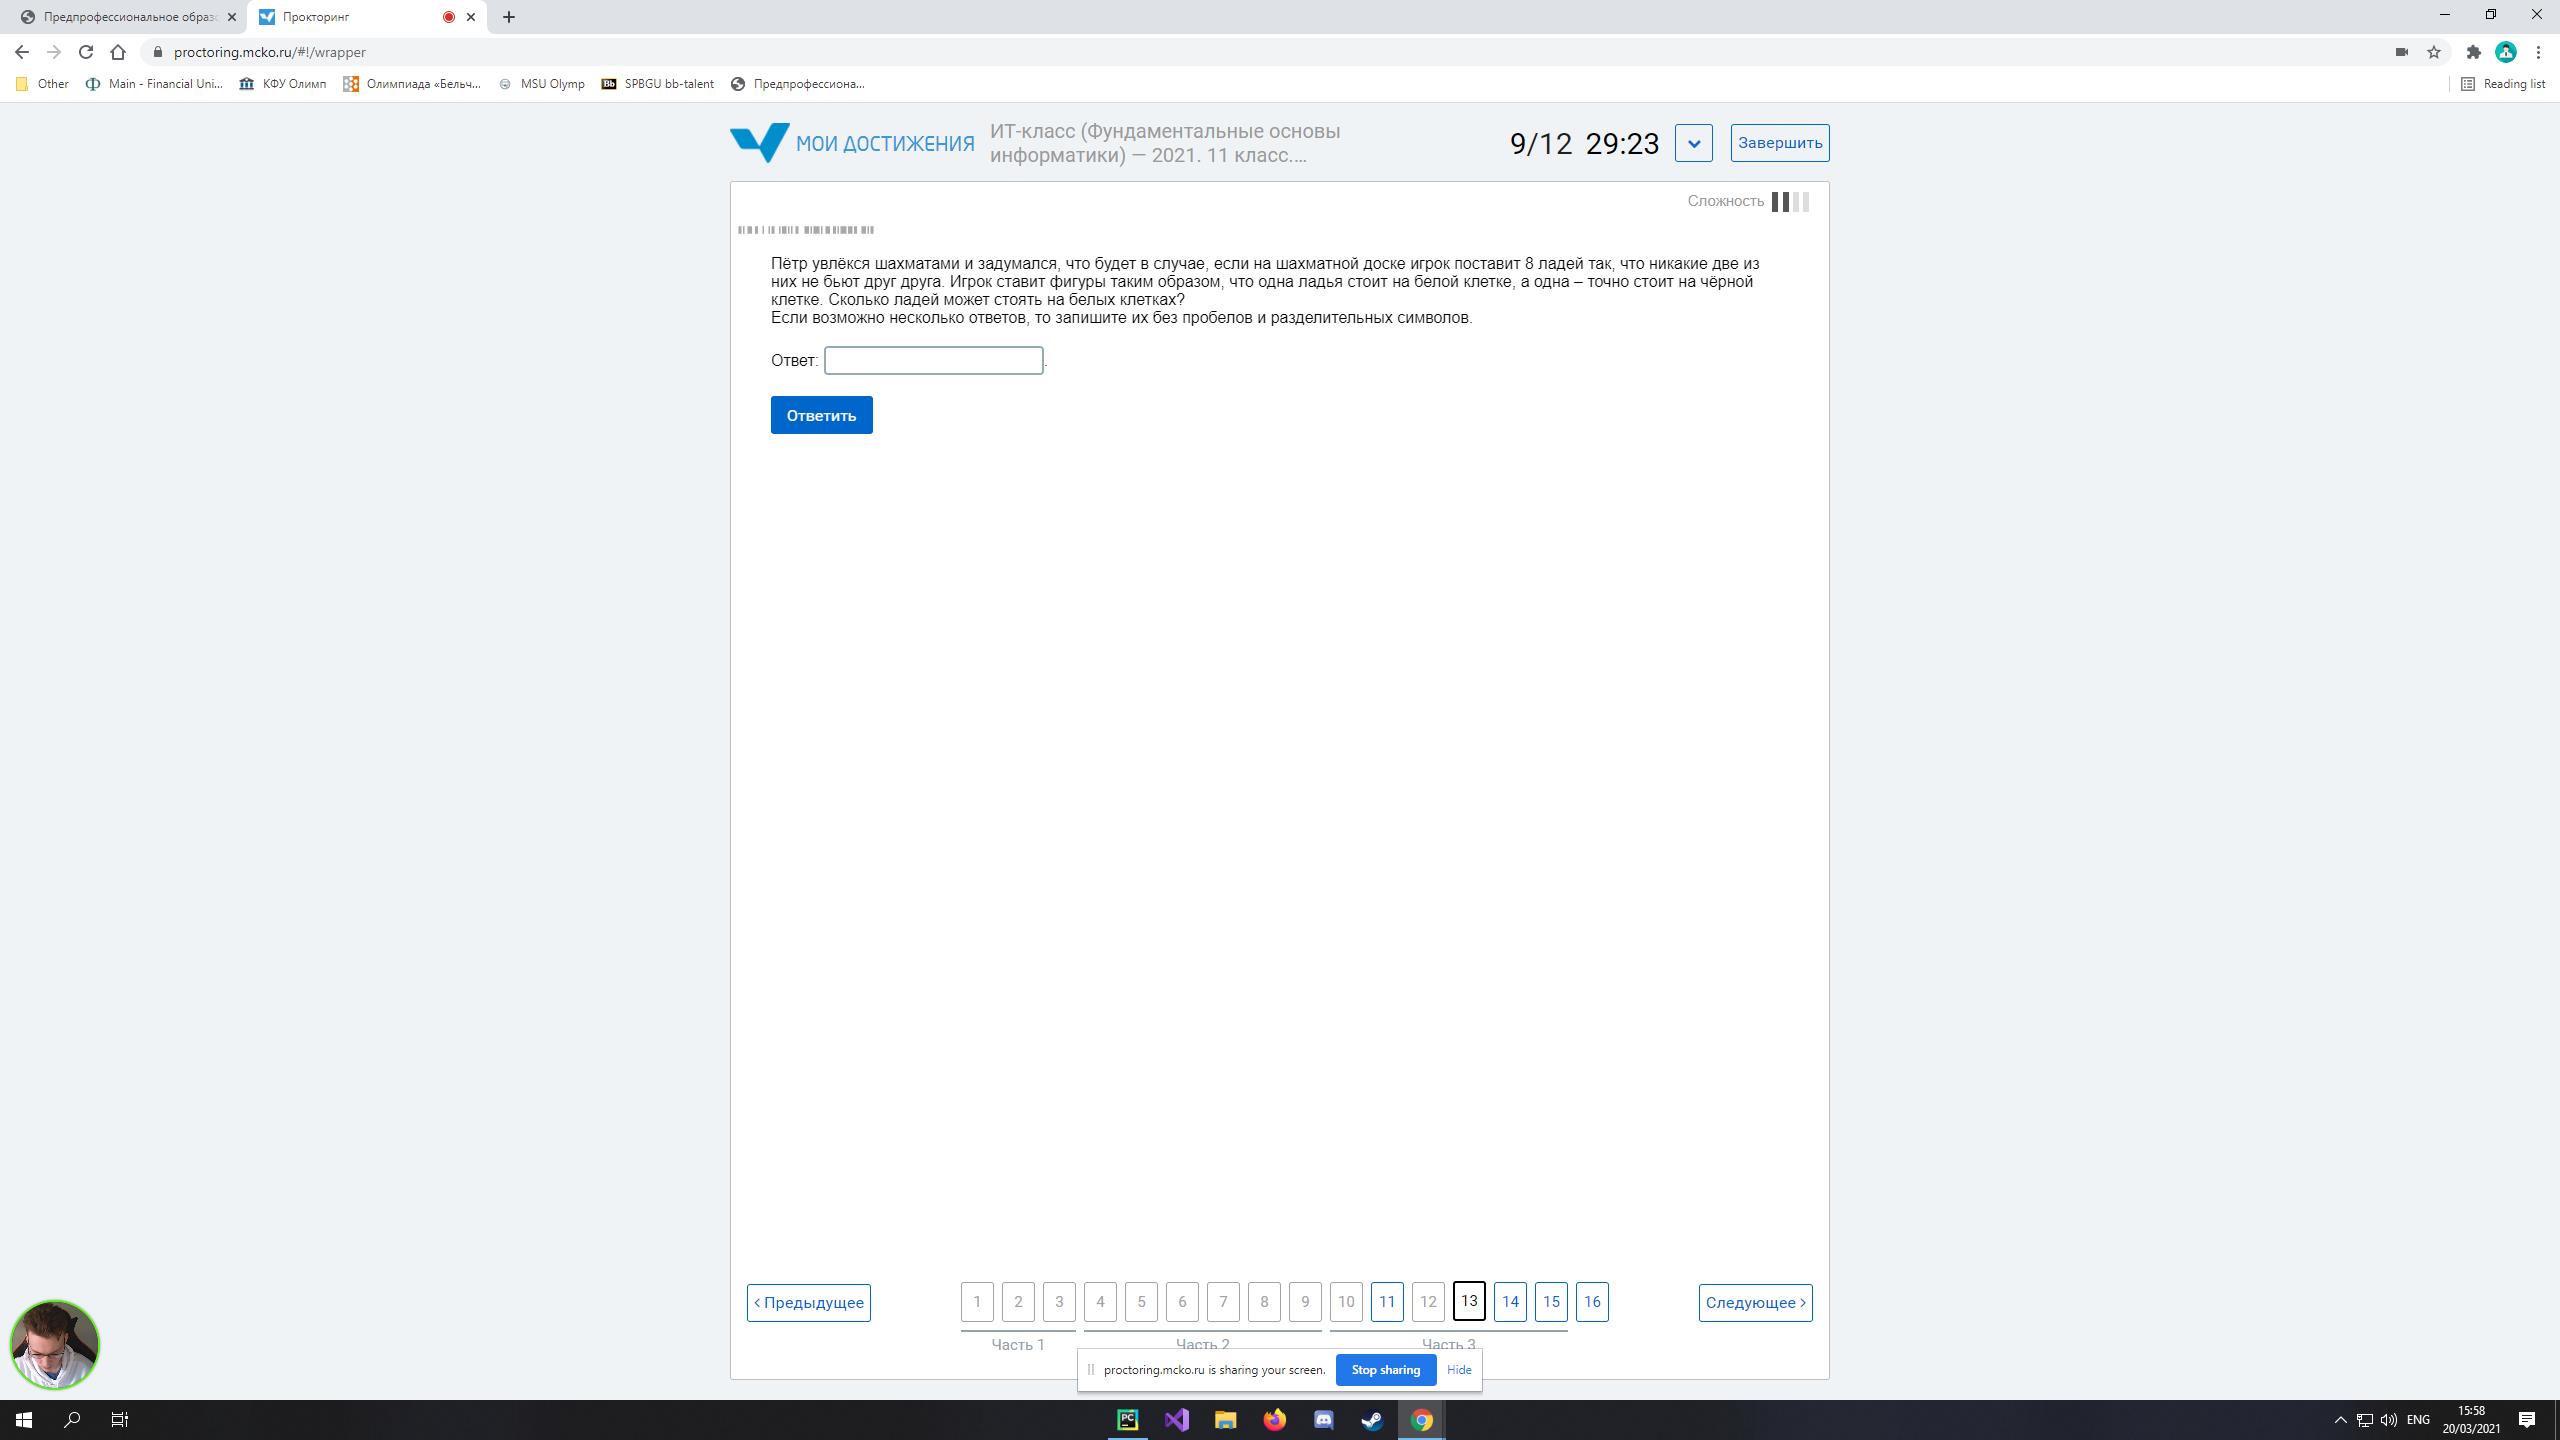 Предпрофессиональное образо
Прокторинг
proctoring.mcko.ru/#!/wrapper
Other
Main - Financial Uni...
КФУ Олимп
Олимпиада «Бельч...
MSU Olymp
Bb
SPBGU bb-talent
Предпрофессиона...
Reading list
МОИ ДОСТИЖЕНИЯ
ИТ-класс (Фундаментальные основы
информатики) — 2021. 11 класс....
9/12 29:23
Завершить
Сложность
Пётр увлёкся шахматами и задумался, что будет в случае, если на шахматной доске игрок поставит 8 ладей так, что никакие две из
них не бьют друг друга. Игрок ставит фигуры таким образом, что одна ладья стоит на белой клетке, а одна – точно стоит на чёрной
клетке. Сколько ладей может стоять на белых клетках?
Если возможно несколько ответов, то запишите их без пробелов и разделительных символов.
Ответ: .
Ответить
‹ Предыдущее
1 2 3 4 5 6 7 8 9 10 11 12 13 14 15 16
Следующее ›
Часть 1 Часть 2 Часть 3
proctoring.mcko.ru is sharing your screen.
Stop sharing
Hide
PC
ENG
15:58
20/03/2021